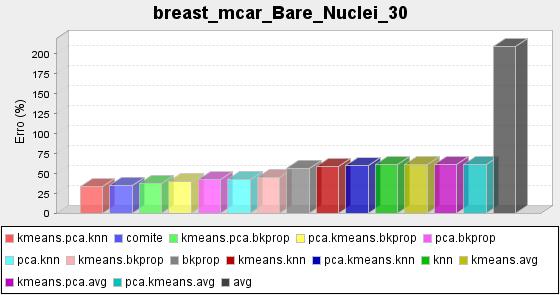 breast_mcar_Bare_Nuclei_30
Erro (%)
200
175
150
125
100
75
50
25
0
kmeans.pca.knn comite kmeans.pca.bkprop pca.kmeans.bkprop pca.bkprop
pca.knn kmeans.bkprop bkprop kmeans.knn pca.kmeans.knn knn kmeans.avg
kmeans.pca.avg pca.kmeans.avg avg